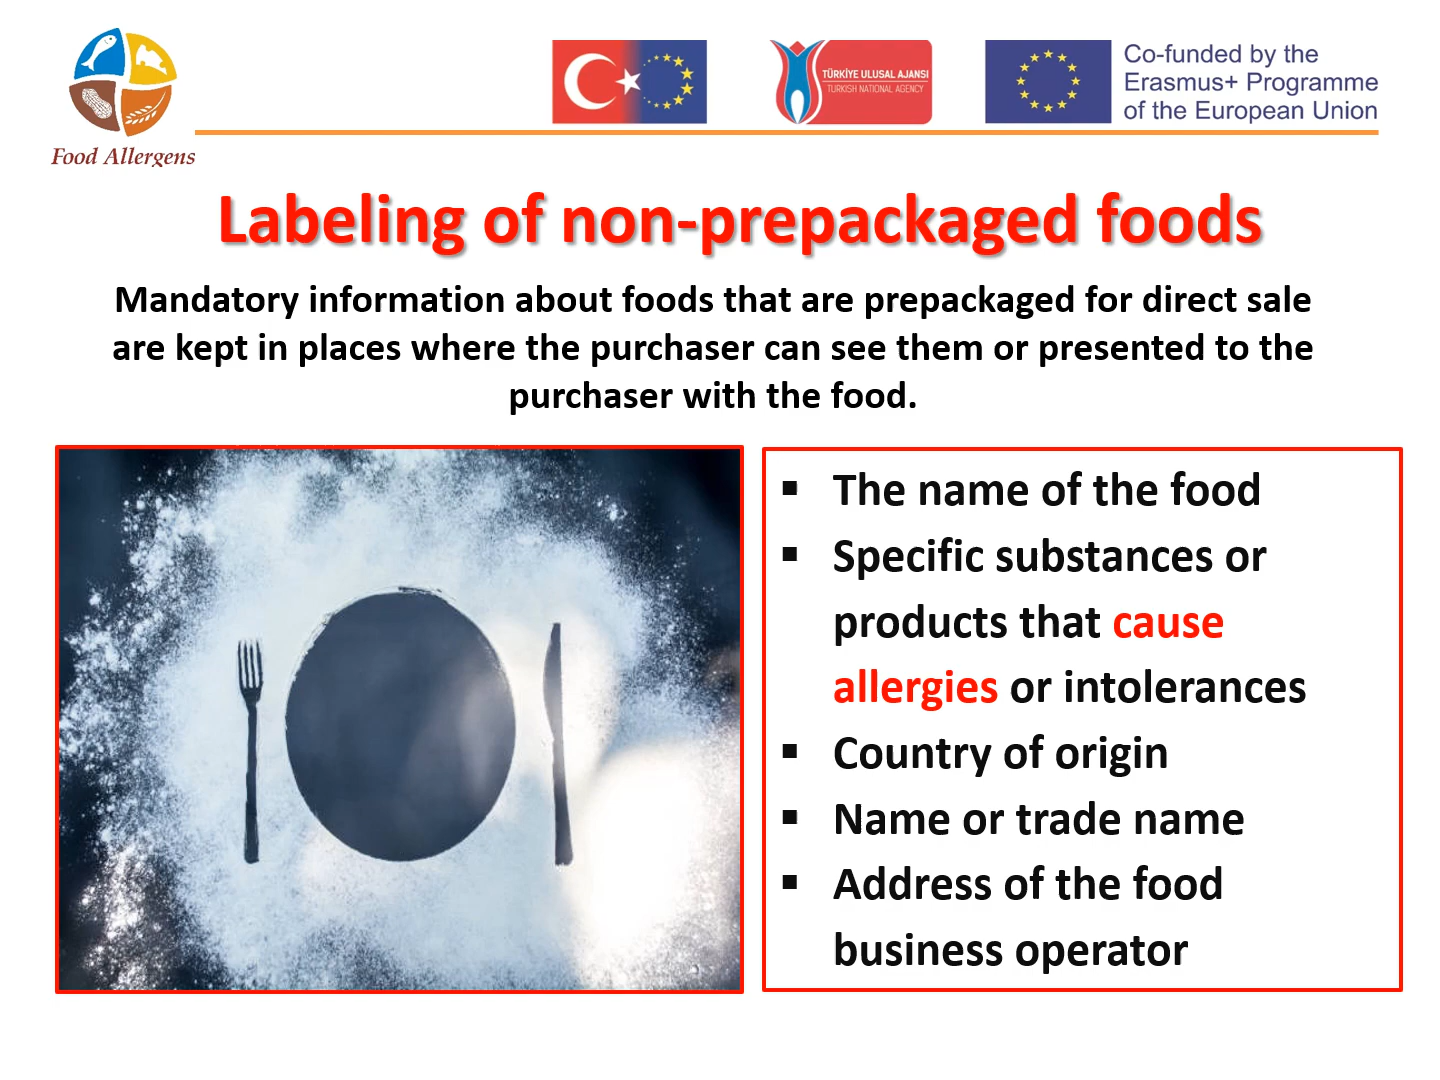 Food Allergens
TÜRKİYE ULUSAL AJANSI
TURKISH NATIONAL AGENCY
Co-funded by the
Erasmus+ Programme
of the European Union
Labeling of non-prepackaged foods
Mandatory information about foods that are prepackaged for direct sale
are kept in places where the purchaser can see them or presented to the
purchaser with the food.
▪ The name of the food
▪ Specific substances or
products that cause
allergies or intolerances
▪ Country of origin
▪ Name or trade name
▪ Address of the food
business operator